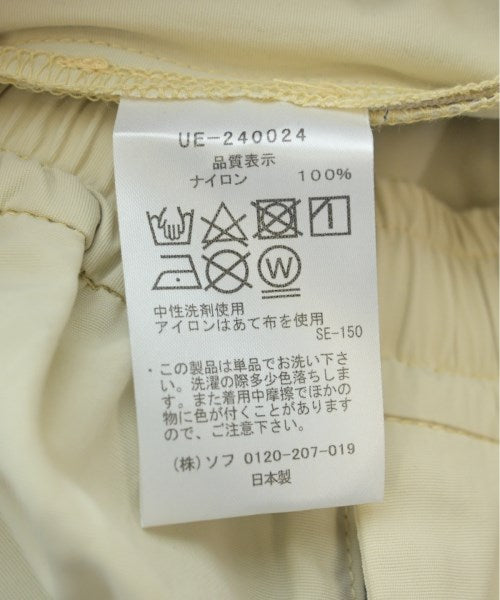 UE-240024
品質表示
ナイロン 100%
W
中性洗剤使用
アイロンはあて布を使用
SE-150
・この製品は単品でお洗い下さ
い。洗濯の際多少色落ちしま
す。また着用中摩擦でほかの
物に色が付くことがあります
ので、ご注意下さい。
(株)ソフ 0120-207-019
日本製